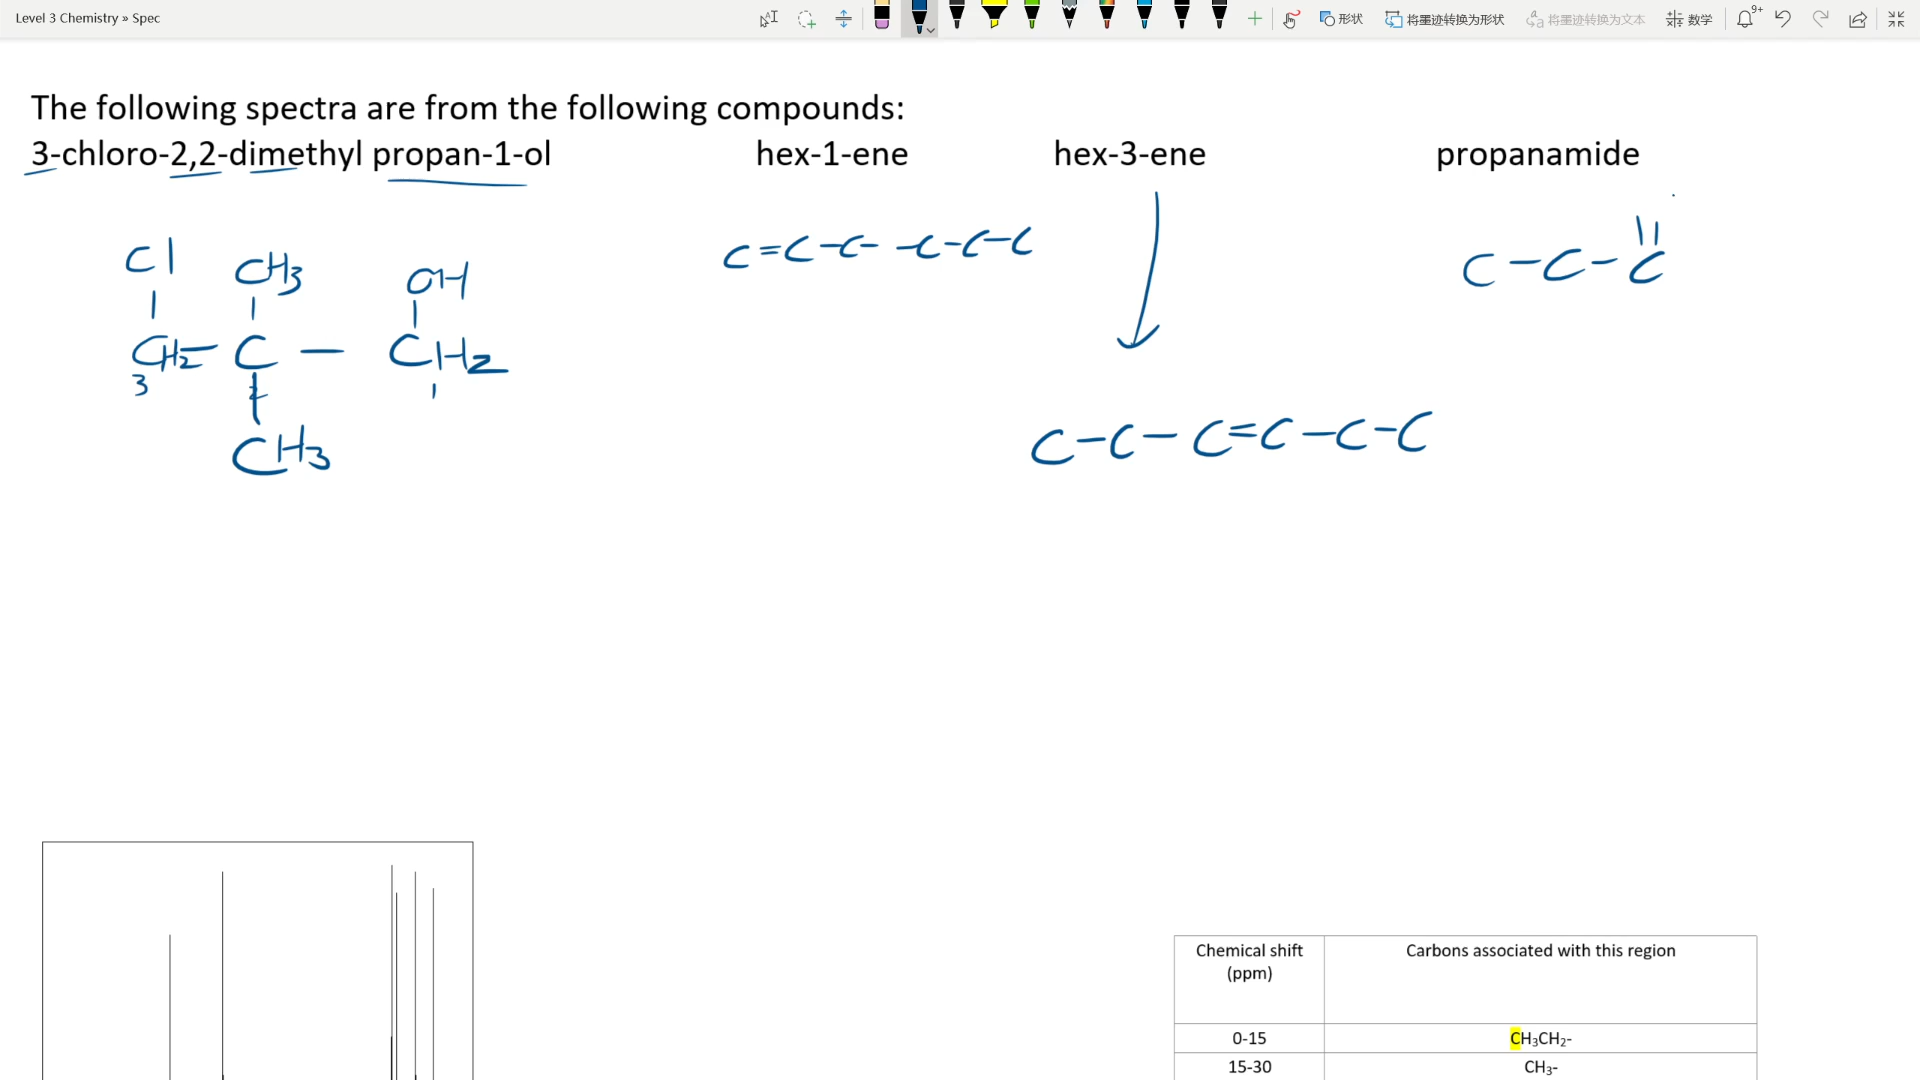 Level 3 Chemistry » Spec
形状
将墨迹转换为形状
将墨迹转换为文本
数学
9+
The following spectra are from the following compounds:
3-chloro-2,2-dimethyl propan-1-ol hex-1-ene hex-3-ene propanamide
Cl CH3 OH
CH2 - C - CH2
3 2 1
CH3
C=C-C- -C-C-C
C-C-C
C-C-C=C-C-C
Chemical shift Carbons associated with this region
(ppm)
0-15 CH₃CH₂-
15-30 CH₃-